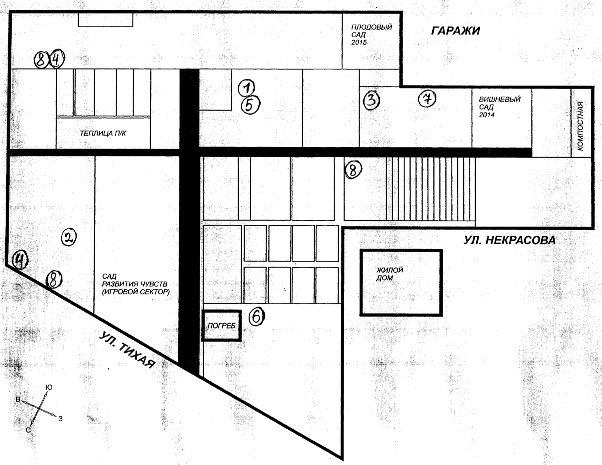 ПЛОДОВЫЙ
САД
2015
ГАРАЖИ
8 4
1
5
3
7
ВИШНЕВЫЙ
САД
2014
КОМПОСТНАЯ
ТЕПЛИЦА П/К
8
2
4
8
САД
РАЗВИТИЯ ЧУВСТВ
(ИГРОВОЙ СЕКТОР)
УЛ. НЕКРАСОВА
ЖИЛОЙ
ДОМ
6
ПОГРЕБ
УЛ. ТИХАЯ
Ю
В
З
С